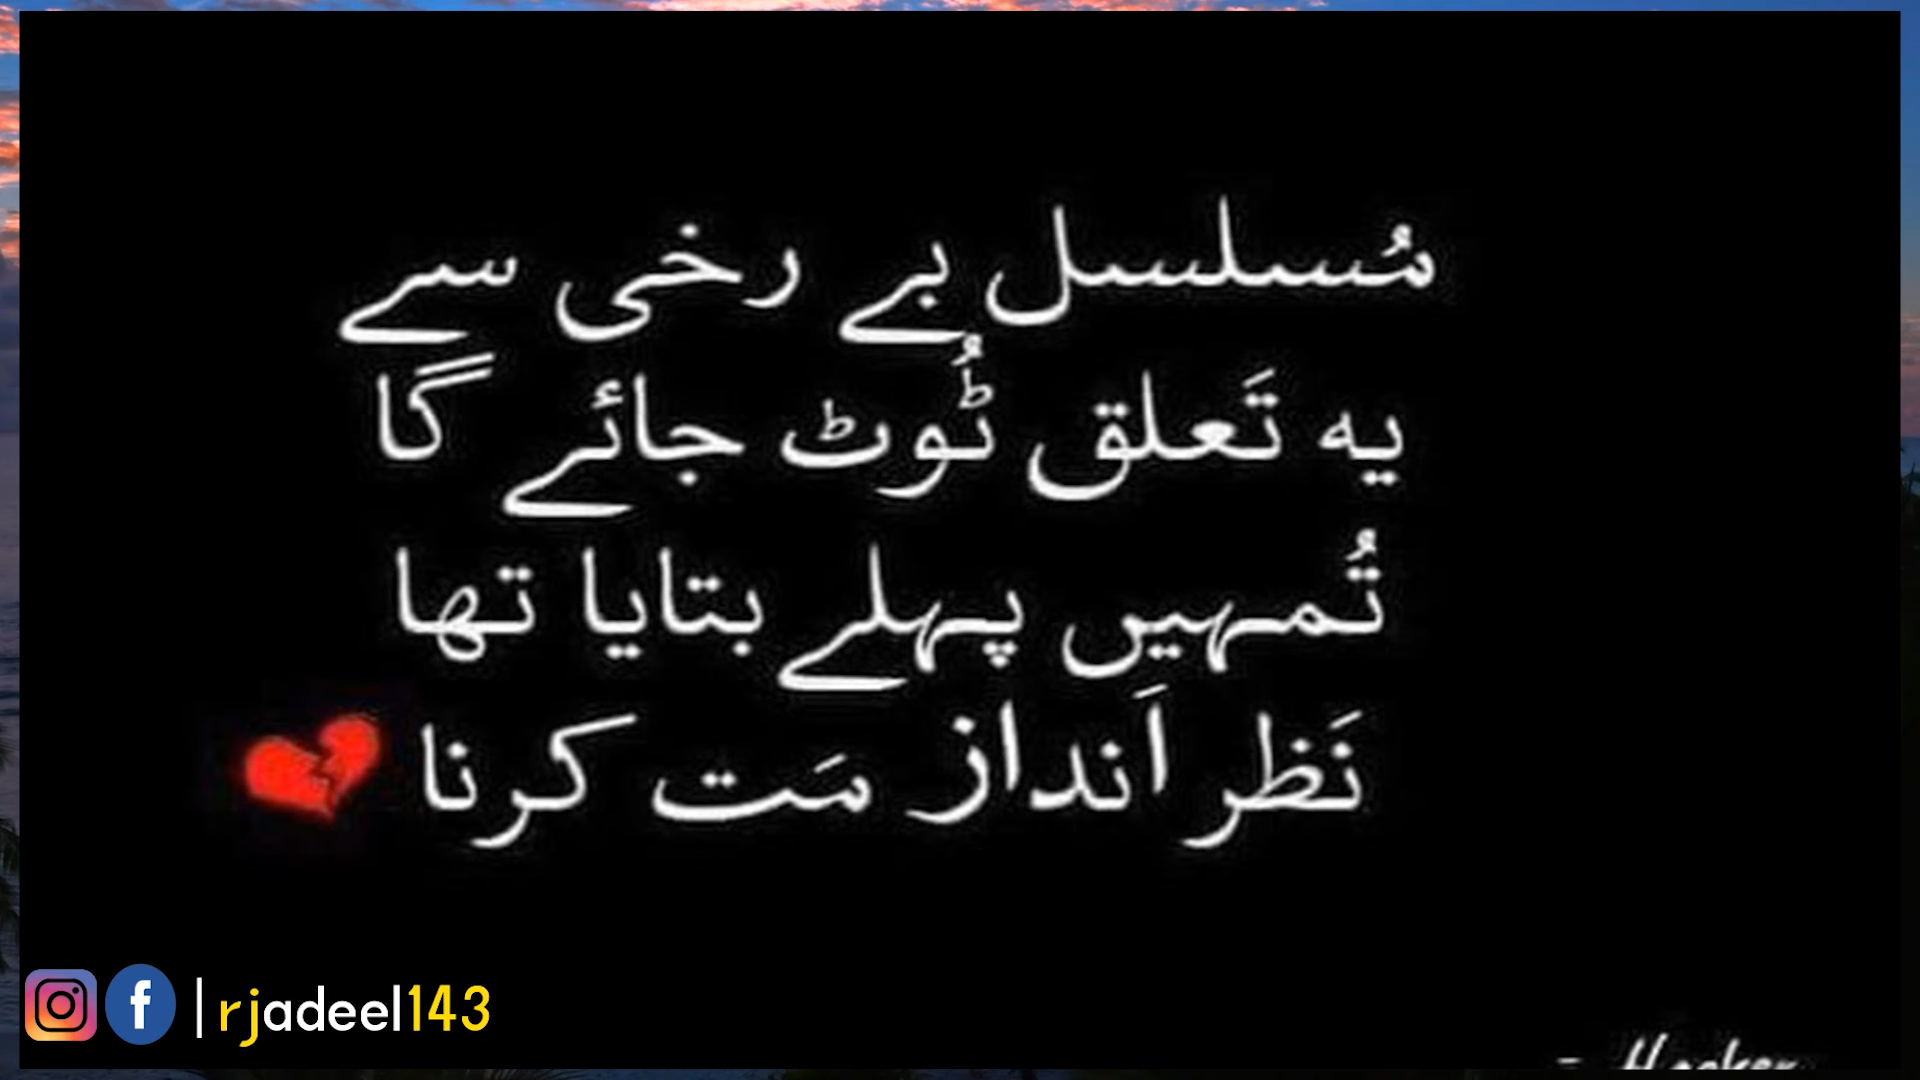 مُسلسل بے رخی سے
یہ تَعلق ٹُوٹ جائے گا
تُمہیں پہلے بتایا تھا
نَظر اَنداز مَت کرنا 💔
|rjadeel143